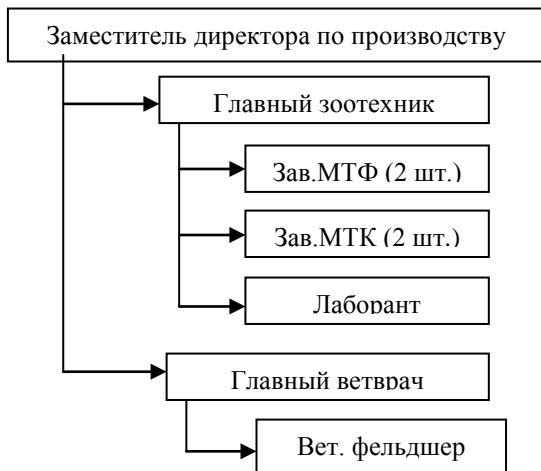 Заместитель директора по производству
Главный зоотехник
Зав.МТФ (2 шт.)
Зав.МТК (2 шт.)
Лаборант
Главный ветврач
Вет. фельдшер